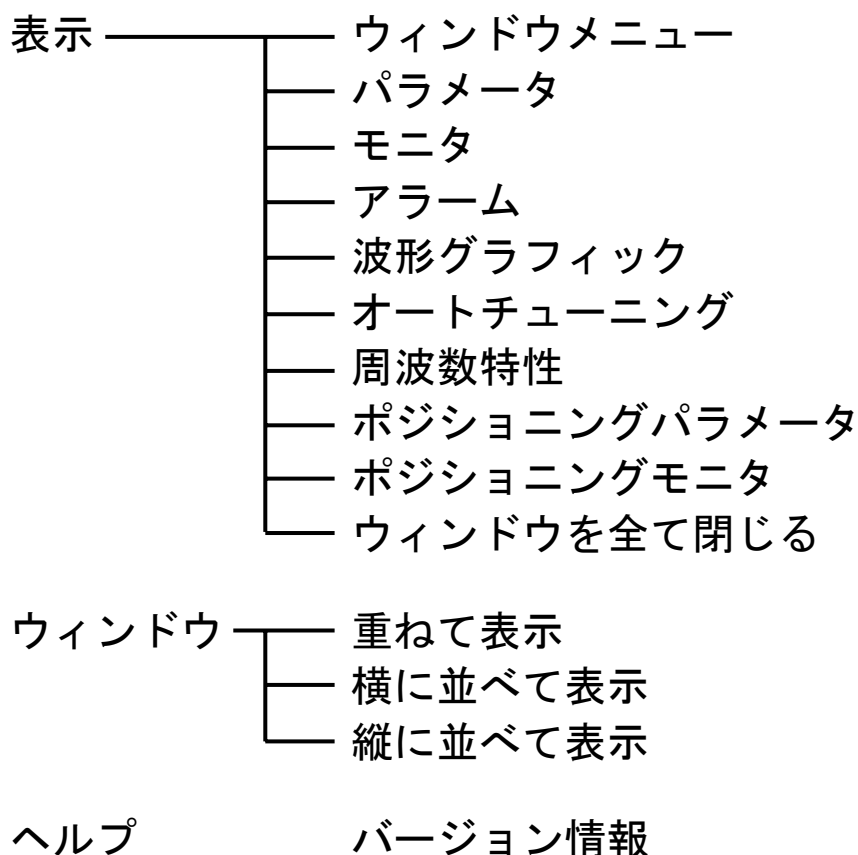 表示 ウィンドウメニュー
パラメータ
モニタ
アラーム
波形グラフィック
オートチューニング
周波数特性
ポジショニングパラメータ
ポジショニングモニタ
ウィンドウを全て閉じる
ウィンドウ 重ねて表示
横に並べて表示
縦に並べて表示
ヘルプ バージョン情報